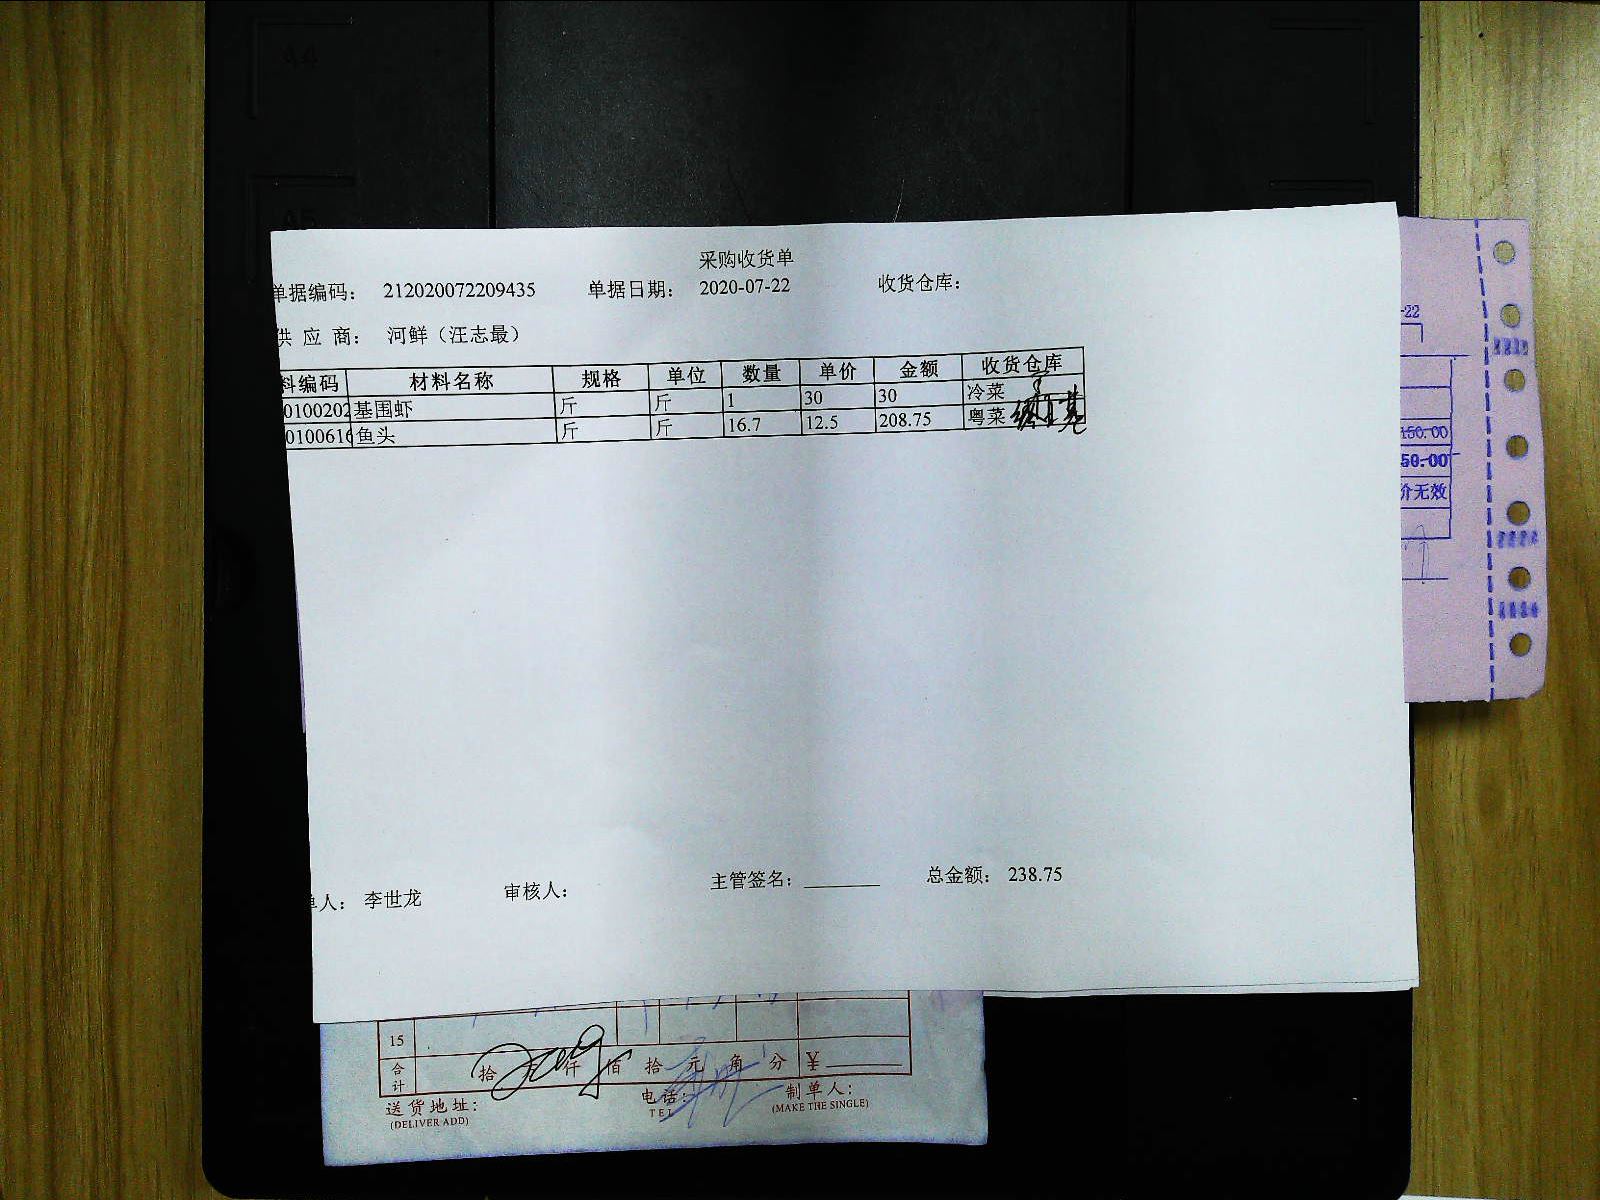 A4
A5
采购收货单
单据编码: 212020072209435 单据日期: 2020-07-22 收货仓库:
供 应 商: 河鲜（汪志最）
料编码 材料名称 规格 单位 数量 单价 金额 收货仓库
0100202 基围虾 斤 斤 1 30 30 冷菜
0100616 鱼头 斤 斤 16.7 12.5 208.75 粤菜
单人: 李世龙 审核人: 主管签名: 总金额: 238.75
-22
150.00
50.00
价无效
15
合计 拾 仟 佰 拾 元 角 分 ¥
送货地址: 电话: 制单人:
(DELIVER ADD) TEL (MAKE THE SINGLE)